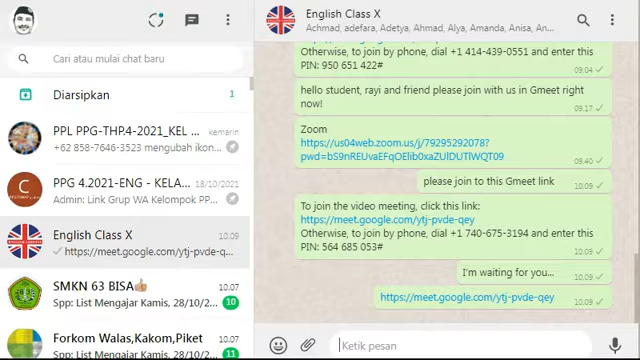 Cari atau mulai chat baru
Diarsipkan
1
PPL PPG-THP.4-2021_KEL ...
kemarin
+62 858-7646-3523 mengubah ikon...
PPG 4.2021-ENG - KELA...
18/10/2021
Admin: Link Grup WA Kelompok PP...
English Class X
10.09
https://meet.google.com/ytj-pvde-q...
SMKN 63 BISA👍🏼
10.07
Spp: List Mengajar Kamis, 28/10/2...
10
Forkom Walas,Kakom,Piket
10.07
Spp: List Mengajar Kamis, 28/10/2...
11
English Class X
Achmad, adefara, Adetya, Ahmad, Alya, Amanda, Anisa, An...
https://meet.google.com/
Otherwise, to join by phone, dial +1 414-439-0551 and enter this
PIN: 950 651 422#
09.04
hello student, rayi and friend please join with us in Gmeet right
now!
09.17
Zoom
https://us04web.zoom.us/j/79295292078?
pwd=bS9nREUvaEFqOElib0xaZUlDUTlWQT09
09.40
please join to this Gmeet link
10.09
To join the video meeting, click this link:
https://meet.google.com/ytj-pvde-qey
Otherwise, to join by phone, dial +1 740-675-3194 and enter this
PIN: 564 685 053#
10.09
I'm waiting for you...
10.09
https://meet.google.com/ytj-pvde-qey
10.09
Ketik pesan